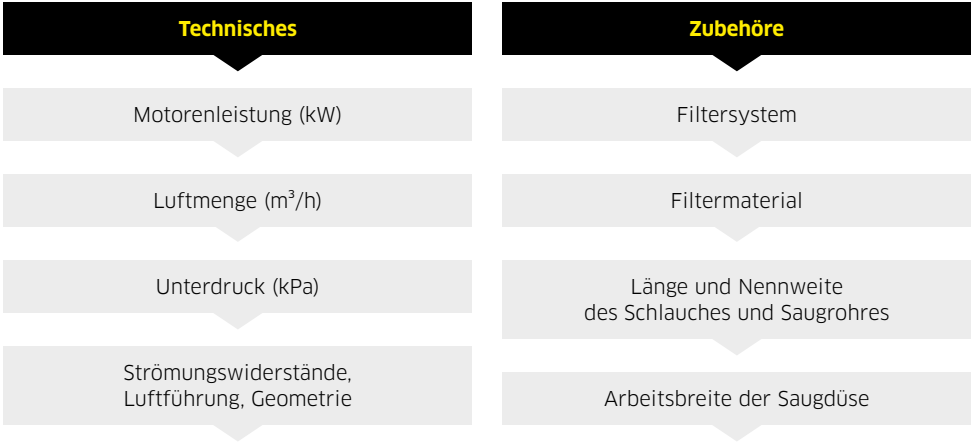 Technisches
Motorenleistung (kW)
Luftmenge (m³/h)
Unterdruck (kPa)
Strömungswiderstände,
Luftführung, Geometrie
Zubehöre
Filtersystem
Filtermaterial
Länge und Nennweite
des Schlauches und Saugrohres
Arbeitsbreite der Saugdüse